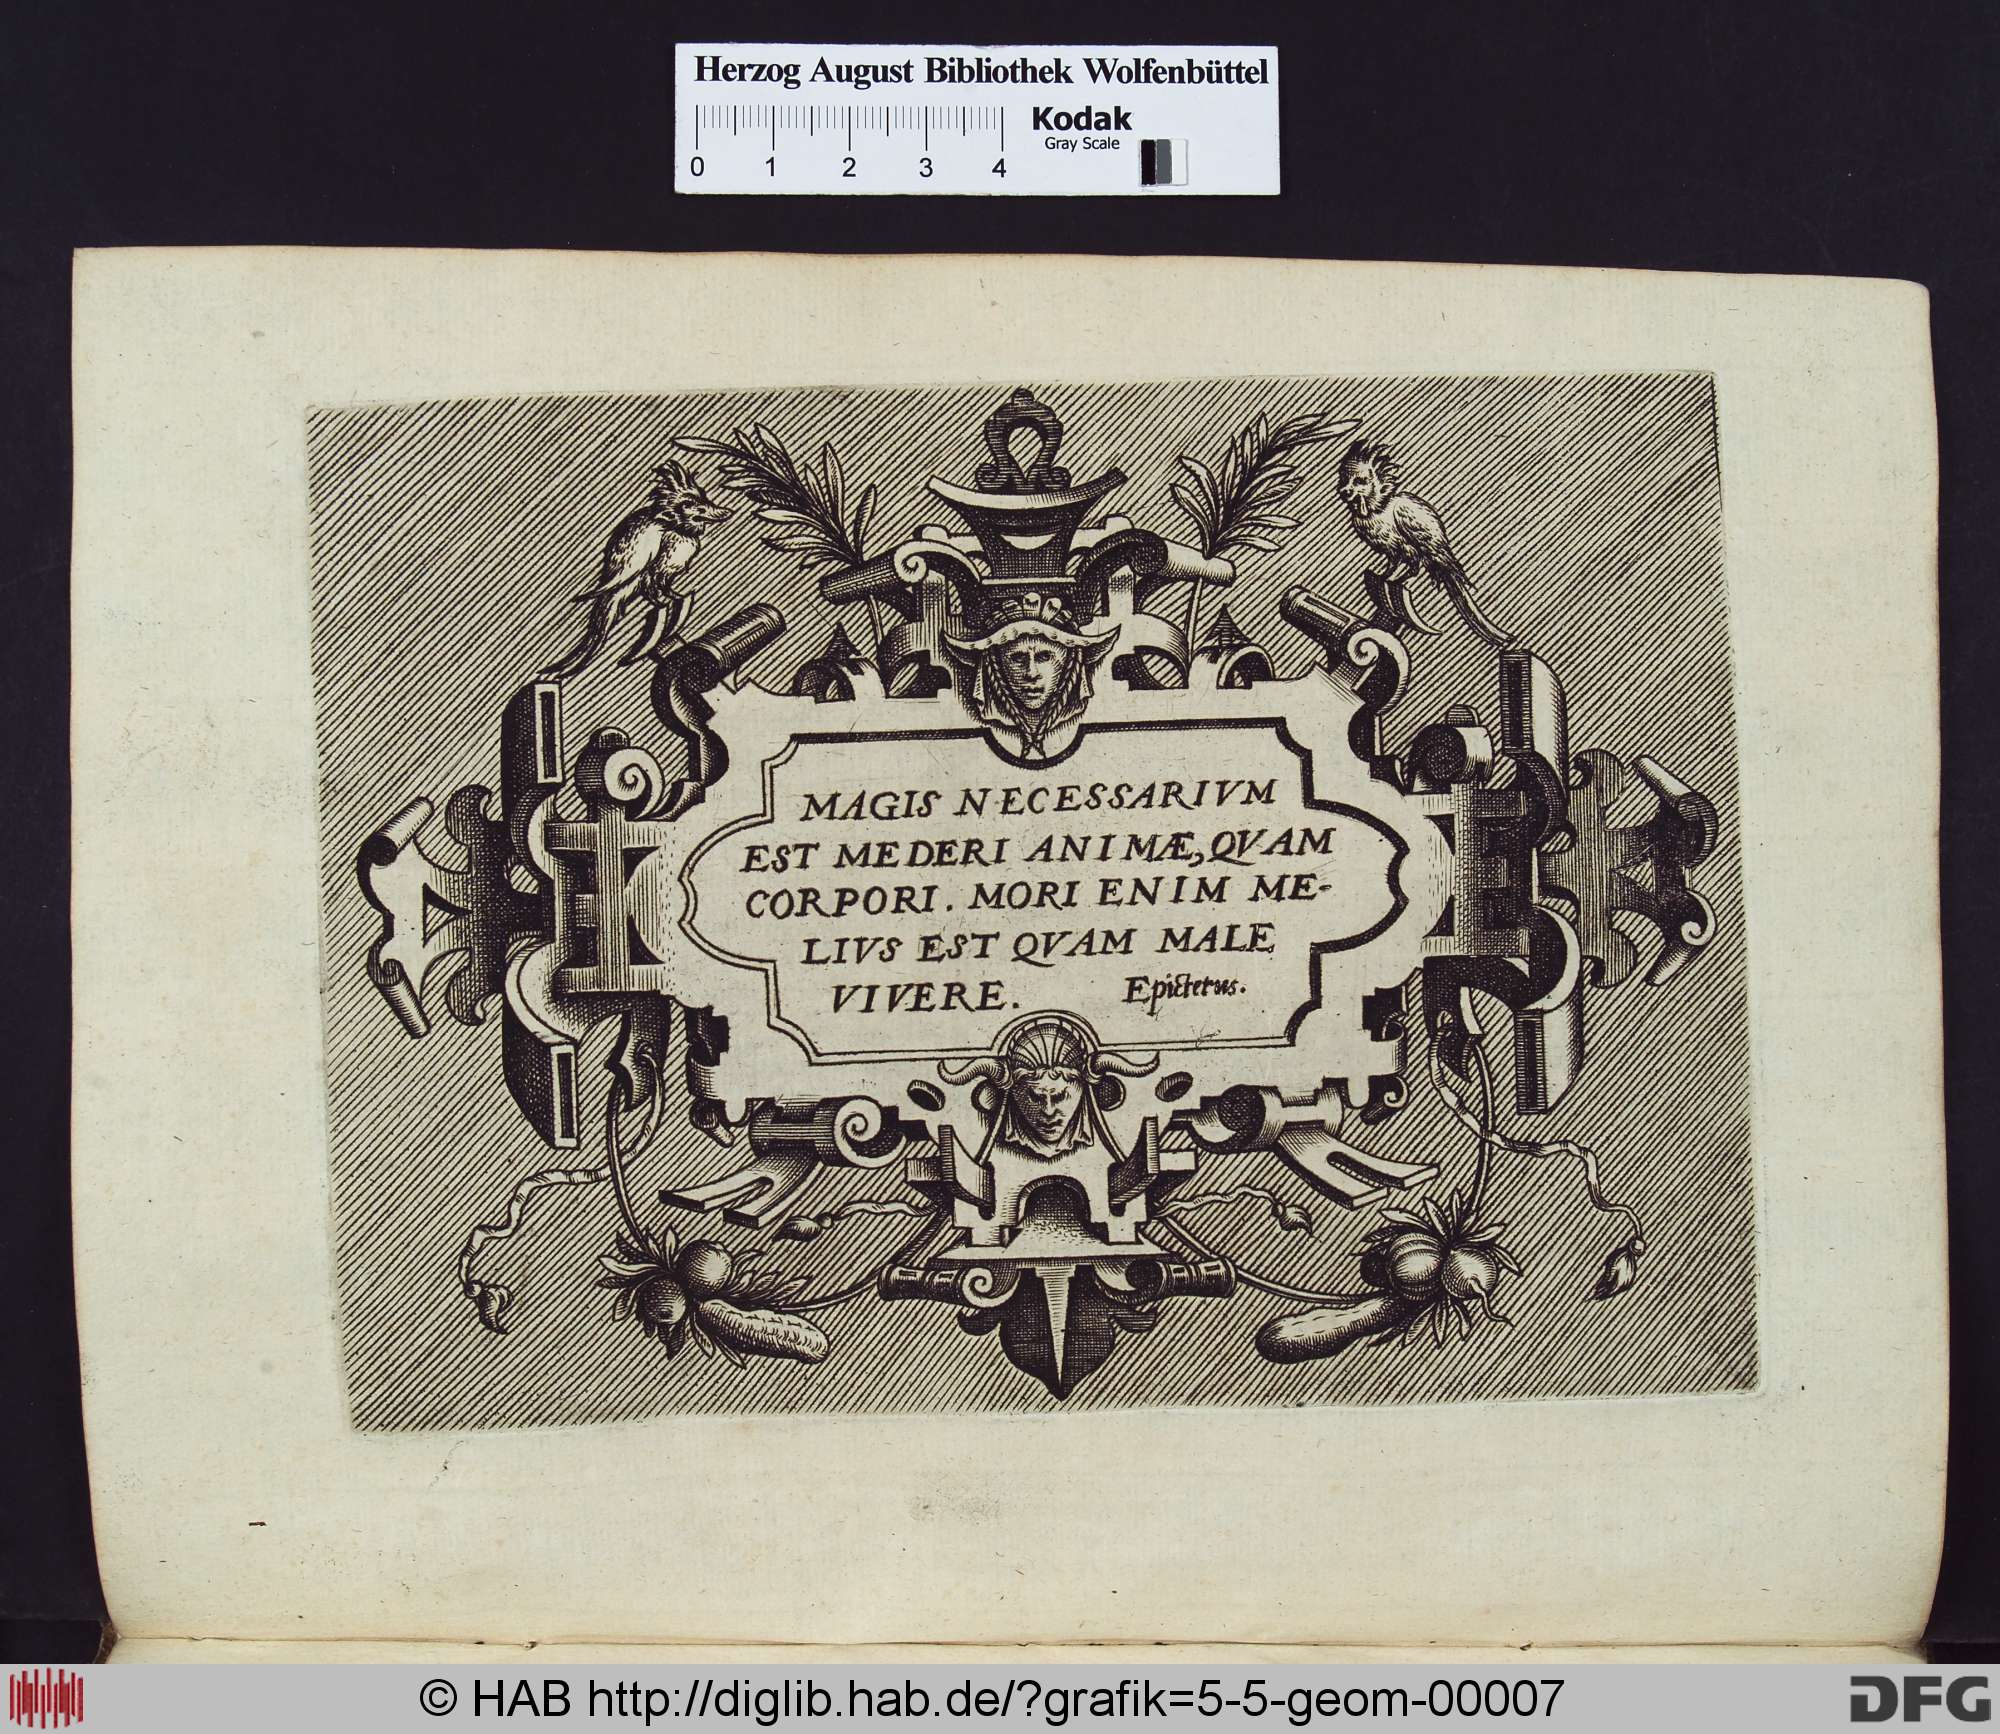 Herzog August Bibliothek Wolfenbüttel
Kodak
Gray Scale
0 1 2 3 4
MAGIS NECESSARIVM
EST MEDERI ANIMÆ, QVAM
CORPORI. MORI ENIM ME-
LIVS EST QVAM MALE
VIVERE. Epictetus.
© HAB http://diglib.hab.de/?grafik=5-5-geom-00007
DFG